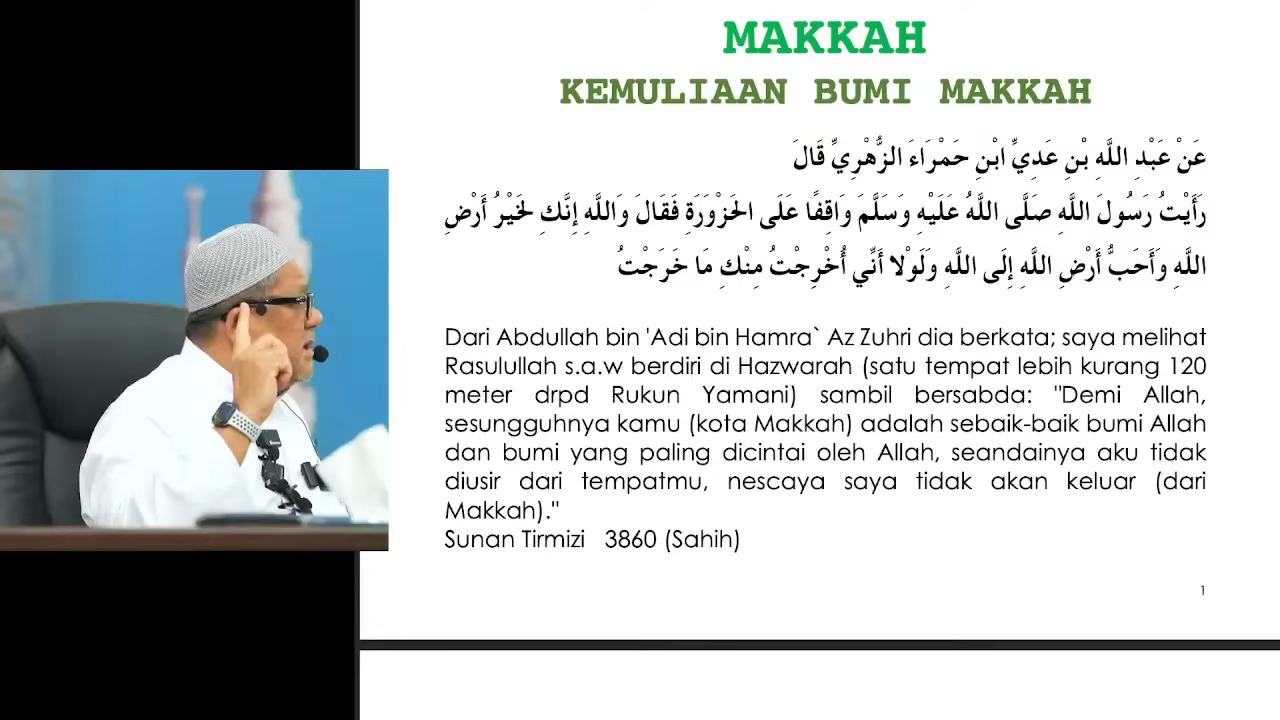 MAKKAH
KEMULIAAN BUMI MAKKAH
عَنْ عَبْدِ اللَّهِ بْنِ عَدِيٍّ ابْنِ حَمْرَاءَ الزُّهْرِيِّ قَالَ
رَأَيْتُ رَسُولَ اللَّهِ صَلَّى اللَّهُ عَلَيْهِ وَسَلَّمَ وَاقِفًا عَلَى الْحَزْوَرَةِ فَقَالَ وَاللَّهِ إِنَّكِ لَخَيْرُ أَرْضِ
اللَّهِ وَأَحَبُّ أَرْضِ اللَّهِ إِلَى اللَّهِ وَلَوْلا أَنِّي أُخْرِجْتُ مِنْكِ مَا خَرَجْتُ
Dari Abdullah bin 'Adi bin Hamra` Az Zuhri dia berkata; saya melihat
Rasulullah s.a.w berdiri di Hazwarah (satu tempat lebih kurang 120
meter drpd Rukun Yamani) sambil bersabda: "Demi Allah,
sesungguhnya kamu (kota Makkah) adalah sebaik-baik bumi Allah
dan bumi yang paling dicintai oleh Allah, seandainya aku tidak
diusir dari tempatmu, nescaya saya tidak akan keluar (dari
Makkah)."
Sunan Tirmizi 3860 (Sahih)
1